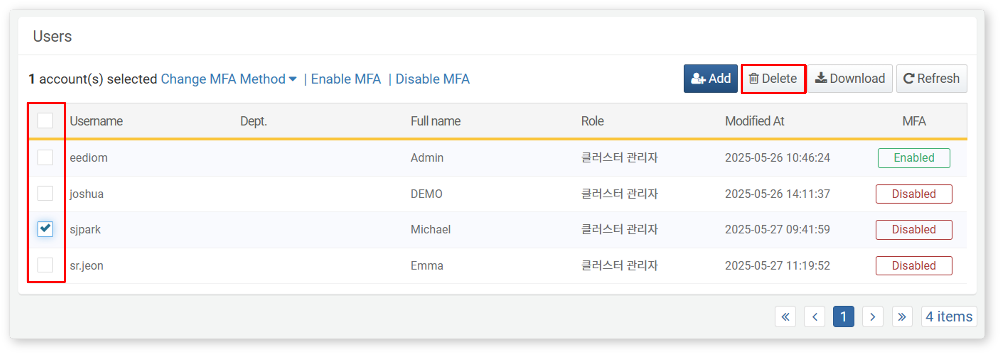 Users
1 account(s) selected Change MFA Method | Enable MFA | Disable MFA Add Delete Download Refresh
Username Dept. Full name Role Modified At MFA
eediom Admin 클러스터 관리자 2025-05-26 10:46:24 Enabled
joshua DEMO 클러스터 관리자 2025-05-26 14:11:37 Disabled
sjpark Michael 클러스터 관리자 2025-05-27 09:41:59 Disabled
sr.jeon Emma 클러스터 관리자 2025-05-27 11:19:52 Disabled
« ‹ 1 › » 4 items